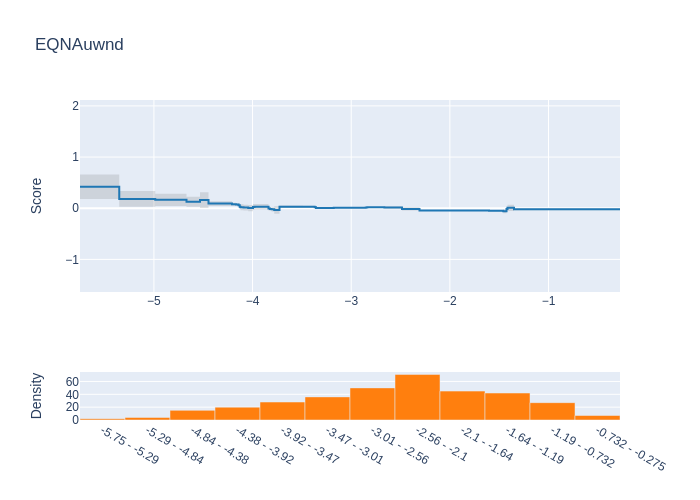 EQNAuwnd
2
1
0
−1
Score
−5
−4
−3
−2
−1
60
40
20
0
Density
-5.75 - -5.29
-5.29 - -4.84
-4.84 - -4.38
-4.38 - -3.92
-3.92 - -3.47
-3.47 - -3.01
-3.01 - -2.56
-2.56 - -2.1
-2.1 - -1.64
-1.64 - -1.19
-1.19 - -0.732
-0.732 - -0.275